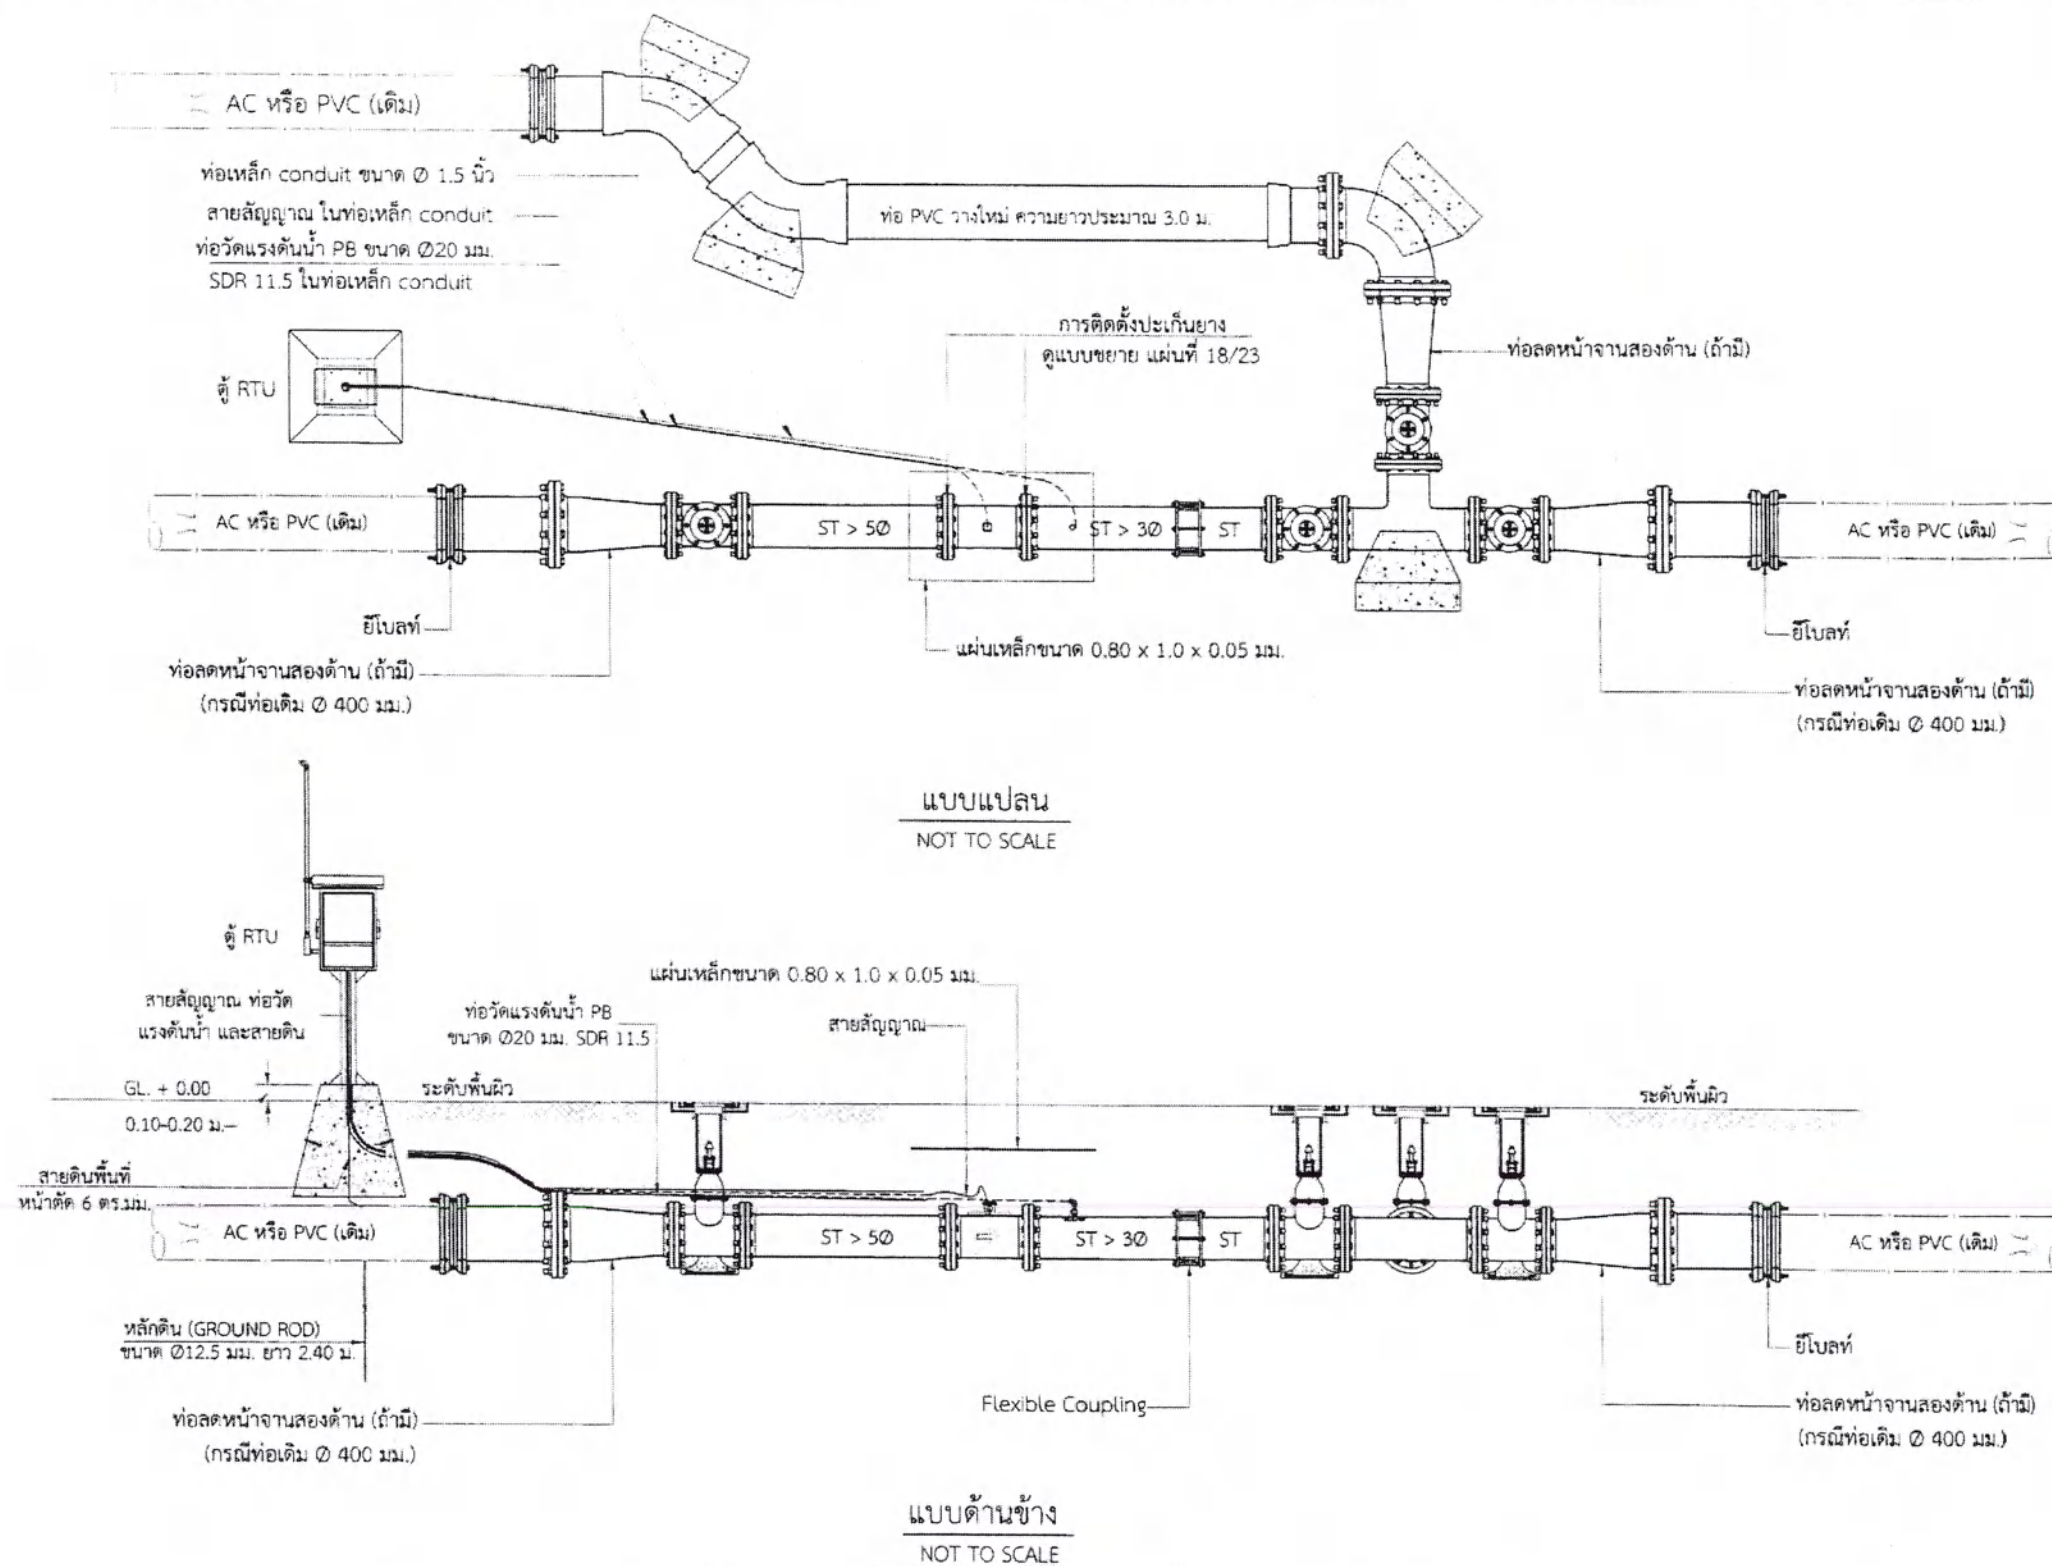 AC หรือ PVC (เดิม)
ท่อเหล็ก conduit ขนาด Ø 1.5 นิ้ว
สายสัญญาณ ในท่อเหล็ก conduit
ท่อวัดแรงดันน้ำ PB ขนาด Ø20 มม.
SDR 11.5 ในท่อเหล็ก conduit
ท่อ PVC วางใหม่ ความยาวประมาณ 3.0 ม.
การติดตั้งปะเก็นยาง
ดูแบบขยาย แผ่นที่ 18/23
ท่อลดหน้าจานสองด้าน (ถ้ามี)
ตู้ RTU
AC หรือ PVC (เดิม)
ST > 5Ø
ST > 3Ø
ST
AC หรือ PVC (เดิม)
ยีโบลท์
ยีโบลท์
แผ่นเหล็กขนาด 0.80 x 1.0 x 0.05 มม.
ท่อลดหน้าจานสองด้าน (ถ้ามี)
(กรณีท่อเดิม Ø 400 มม.)
ท่อลดหน้าจานสองด้าน (ถ้ามี)
(กรณีท่อเดิม Ø 400 มม.)
แบบแปลน
NOT TO SCALE
ตู้ RTU
แผ่นเหล็กขนาด 0.80 x 1.0 x 0.05 มม.
สายสัญญาณ ท่อวัด
แรงดันน้ำ และสายดิน
ท่อวัดแรงดันน้ำ PB
ขนาด Ø20 มม. SDR 11.5
สายสัญญาณ
GL. + 0.00
ระดับพื้นผิว
ระดับพื้นผิว
0.10-0.20 ม.
สายดินพื้นที่
หน้าตัด 6 ตร.มม.
AC หรือ PVC (เดิม)
ST > 5Ø
ST > 3Ø
ST
AC หรือ PVC (เดิม)
หลักดิน (GROUND ROD)
ขนาด Ø12.5 มม. ยาว 2.40 ม.
ยีโบลท์
Flexible Coupling
ท่อลดหน้าจานสองด้าน (ถ้ามี)
(กรณีท่อเดิม Ø 400 มม.)
ท่อลดหน้าจานสองด้าน (ถ้ามี)
(กรณีท่อเดิม Ø 400 มม.)
แบบด้านข้าง
NOT TO SCALE